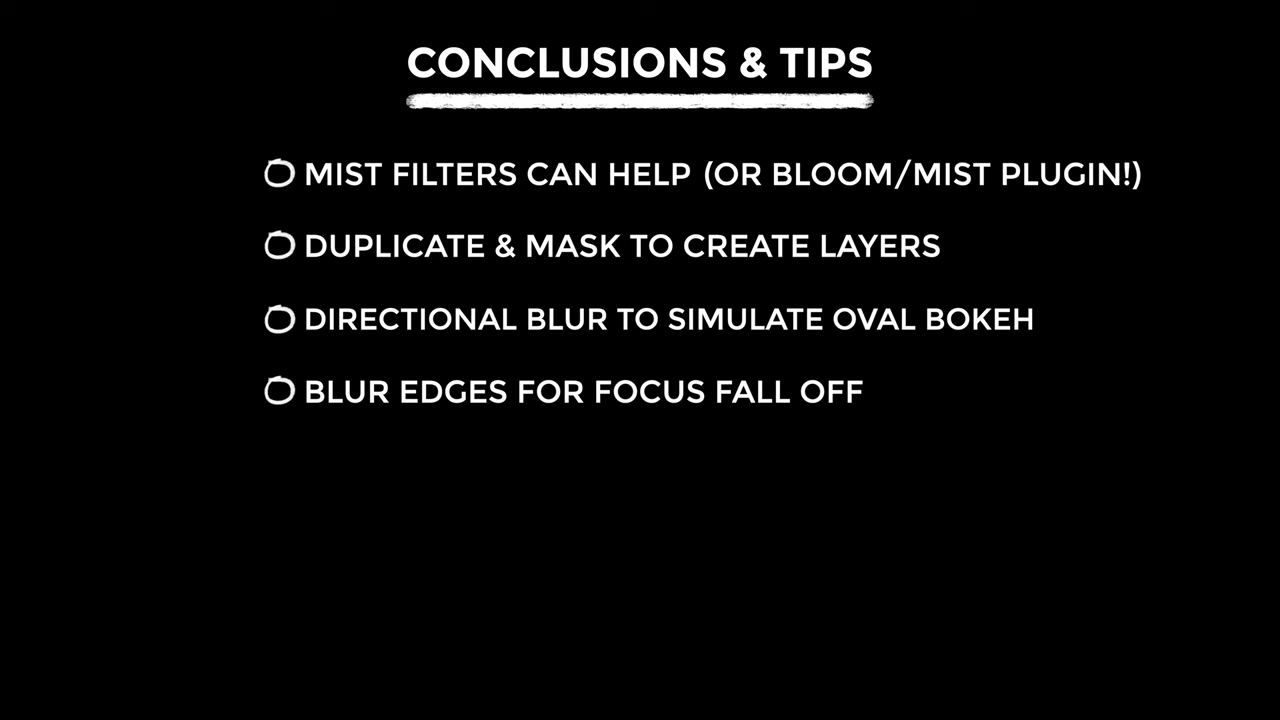 CONCLUSIONS & TIPS
MIST FILTERS CAN HELP (OR BLOOM/MIST PLUGIN!)
DUPLICATE & MASK TO CREATE LAYERS
DIRECTIONAL BLUR TO SIMULATE OVAL BOKEH
BLUR EDGES FOR FOCUS FALL OFF